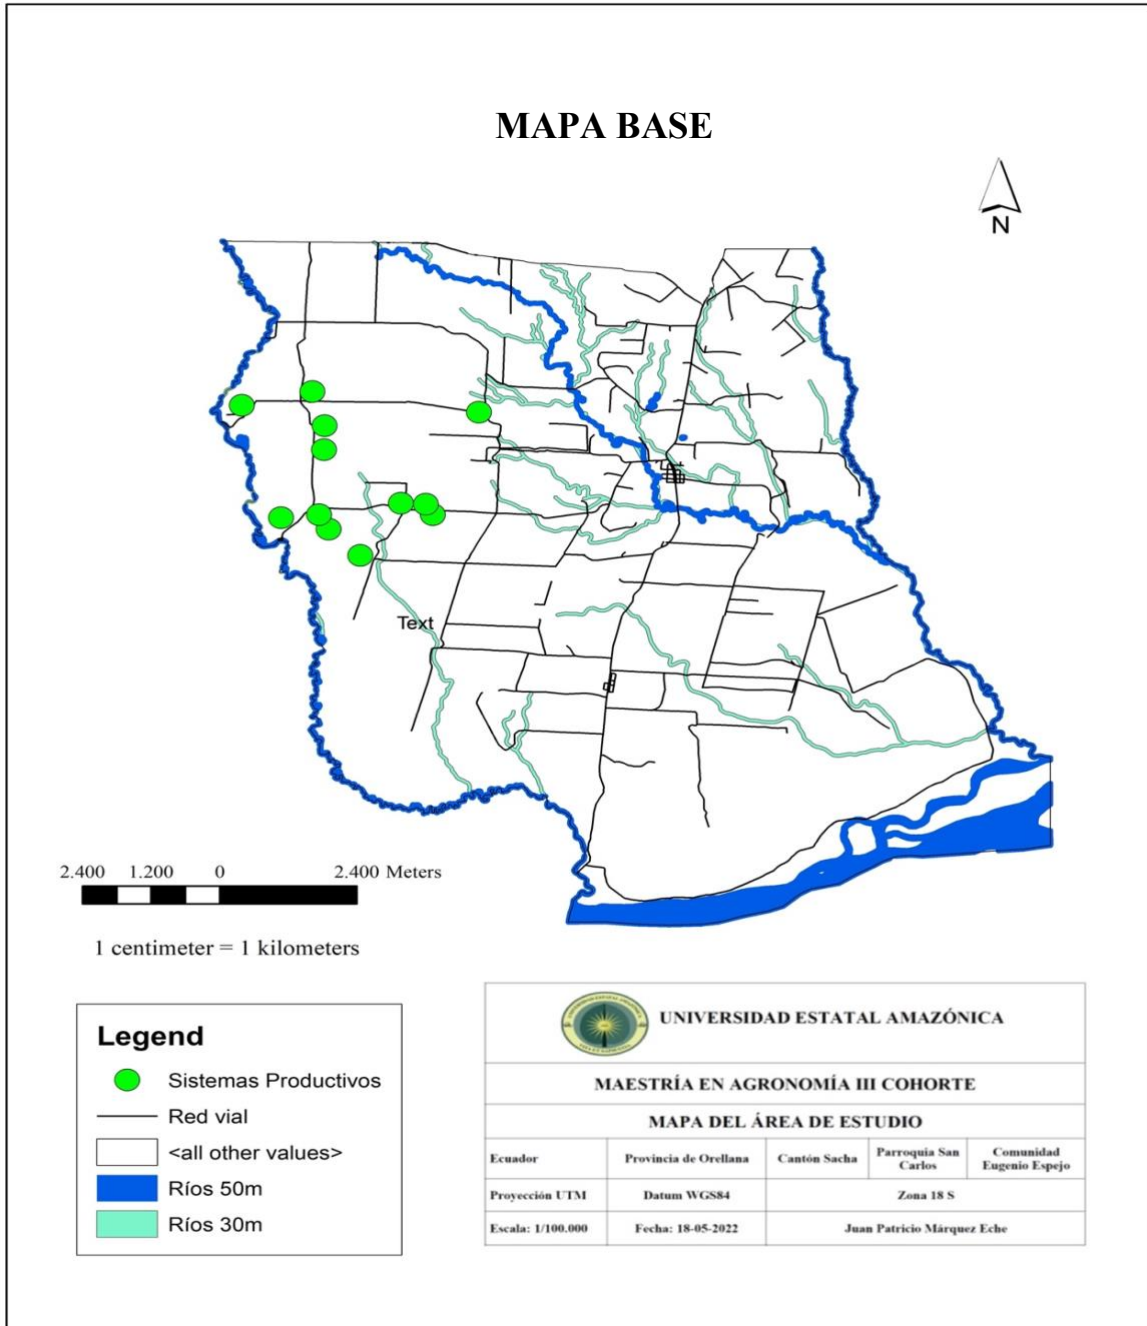 MAPA BASE
N
Text
2.400 1.200 0 2.400 Meters
1 centimeter = 1 kilometers
Legend
Sistemas Productivos
Red vial
<all other values>
Ríos 50m
Ríos 30m
UNIVERSIDAD ESTATAL AMAZÓNICA
MAESTRÍA EN AGRONOMÍA III COHORTE
MAPA DEL ÁREA DE ESTUDIO
Ecuador Provincia de Orellana Cantón Sacha Parroquia San Carlos Comunidad Eugenio Espejo
Proyección UTM Datum WGS84 Zona 18 S
Escala: 1/100.000 Fecha: 18-05-2022 Juan Patricio Márquez Eche